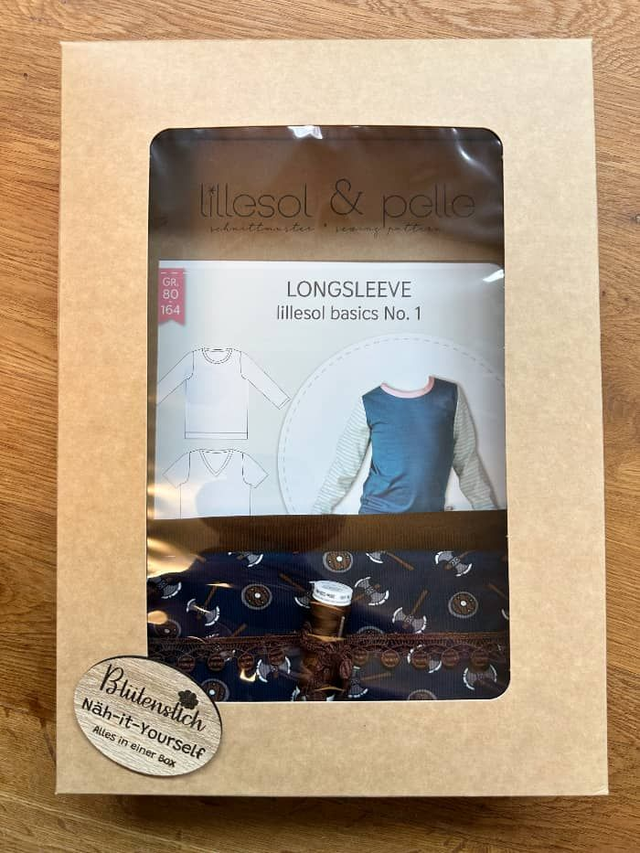 lillesol & pelle
schnittmuster * sewing pattern
GR.
80
-
164
LONGSLEEVE
lillesol basics No. 1
Blütenstich
Näh-it-Yourself
Alles in einer Box